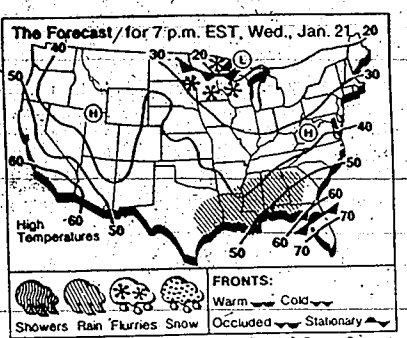 The Forecast/for 7 p.m. EST, Wed., Jan. 21
20
40
30
20
L
50
30
H
40
H
60
50
60
60
70
High
Temperatures
50
50
60
70
FRONTS:
Warm Cold
Showers Rain Flurries Snow
Occluded Stationary